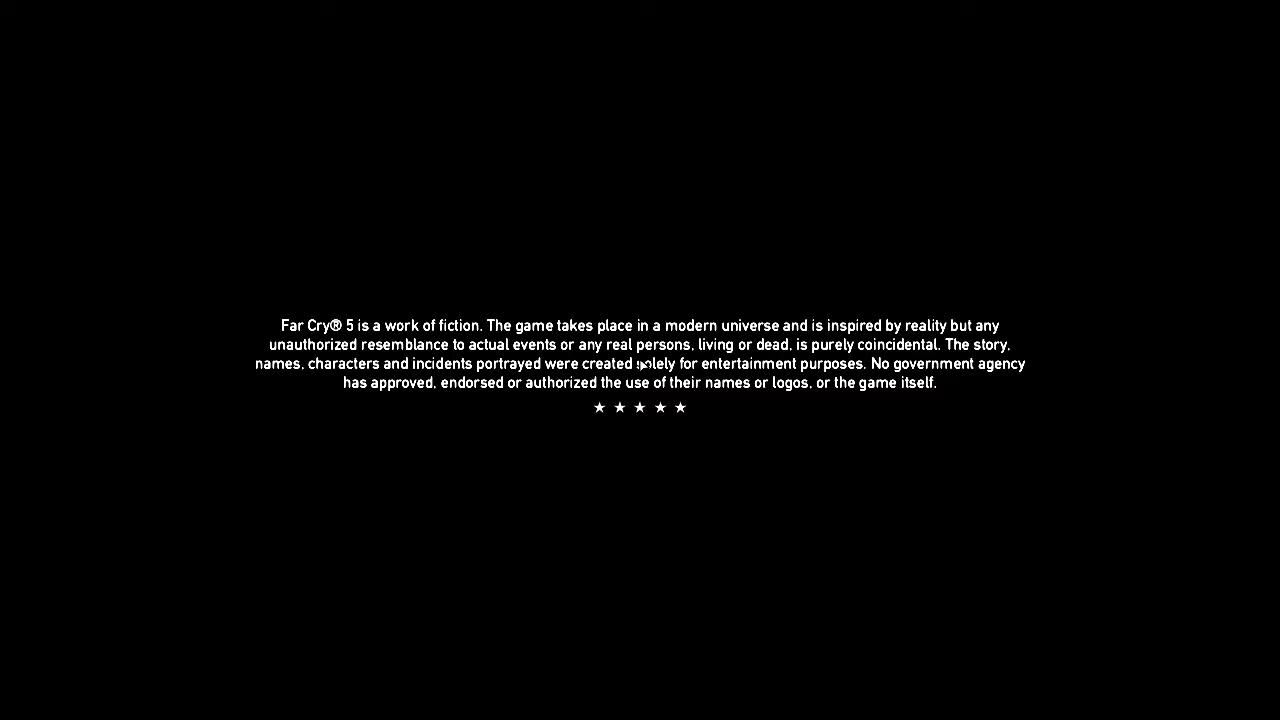 Far Cry® 5 is a work of fiction. The game takes place in a modern universe and is inspired by reality but any
unauthorized resemblance to actual events or any real persons, living or dead, is purely coincidental. The story,
names, characters and incidents portrayed were created solely for entertainment purposes. No government agency
has approved, endorsed or authorized the use of their names or logos, or the game itself.
★ ★ ★ ★ ★